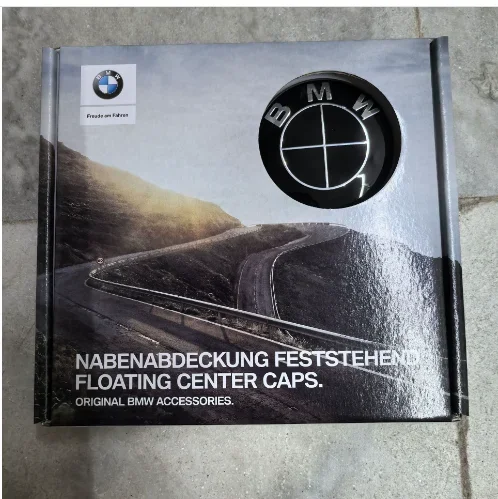 BMW
Freude am Fahren
BMW
NABENABDECKUNG FESTSTEHEND
FLOATING CENTER CAPS.
ORIGINAL BMW ACCESSORIES.